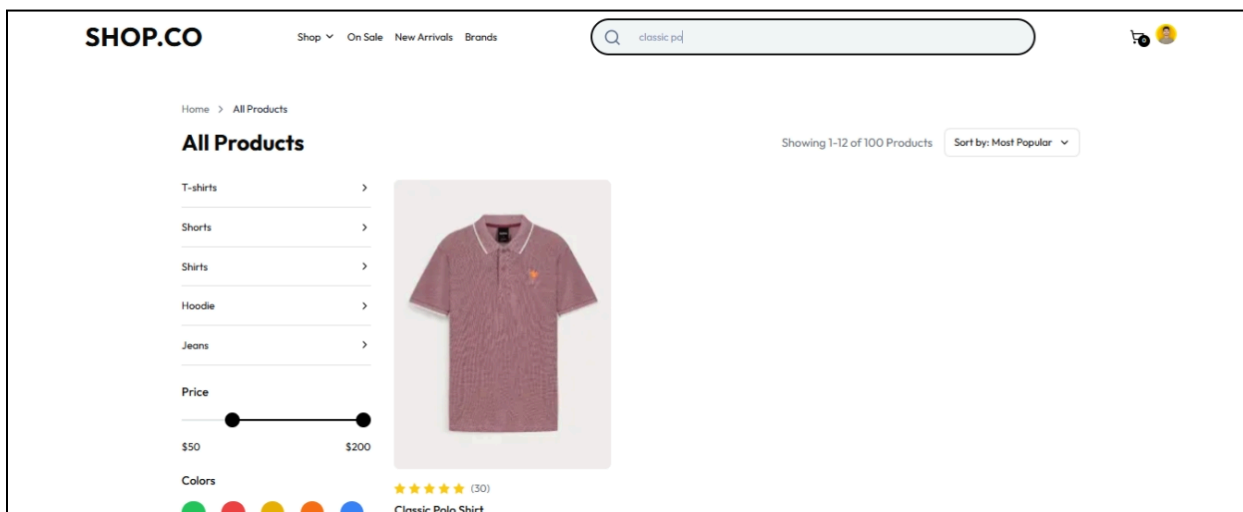 SHOP.CO
Shop On Sale New Arrivals Brands
classic po
0
Home > All Products
All Products
Showing 1-12 of 100 Products
Sort by: Most Popular
T-shirts
Shorts
Shirts
Hoodie
Jeans
Price
$50 $200
Colors
(30)
Classic Polo Shirt